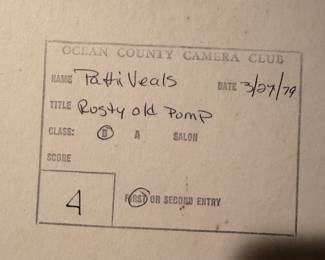 OCEAN COUNTY CAMERA CLUB
NAME Patti Veals DATE 3/27/79
TITLE Rusty old Pomp
CLASS: B A SALON
SCORE
4
FIRST OR SECOND ENTRY